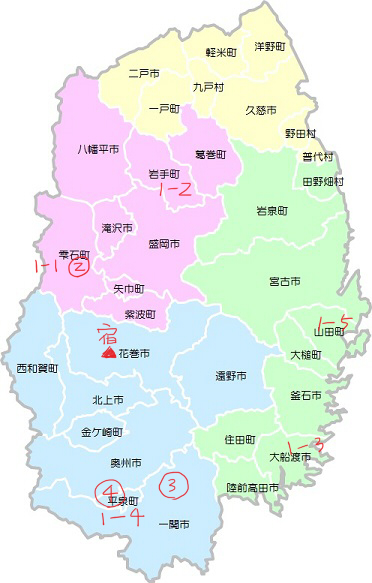 洋野町
軽米町
二戸市
九戸村
一戸町
久慈市
野田村
普代村
田野畑村
八幡平市
葛巻町
岩手町
1-2
岩泉町
滝沢市
盛岡市
雫石町
1-1 ②
宮古市
矢巾町
紫波町
1-5
山田町
宿
花巻市
大槌町
西和賀町
遠野市
釜石市
北上市
金ケ崎町
住田町
1-3
大船渡市
奥州市
陸前高田市
④
③
平泉町
1-4
一関市